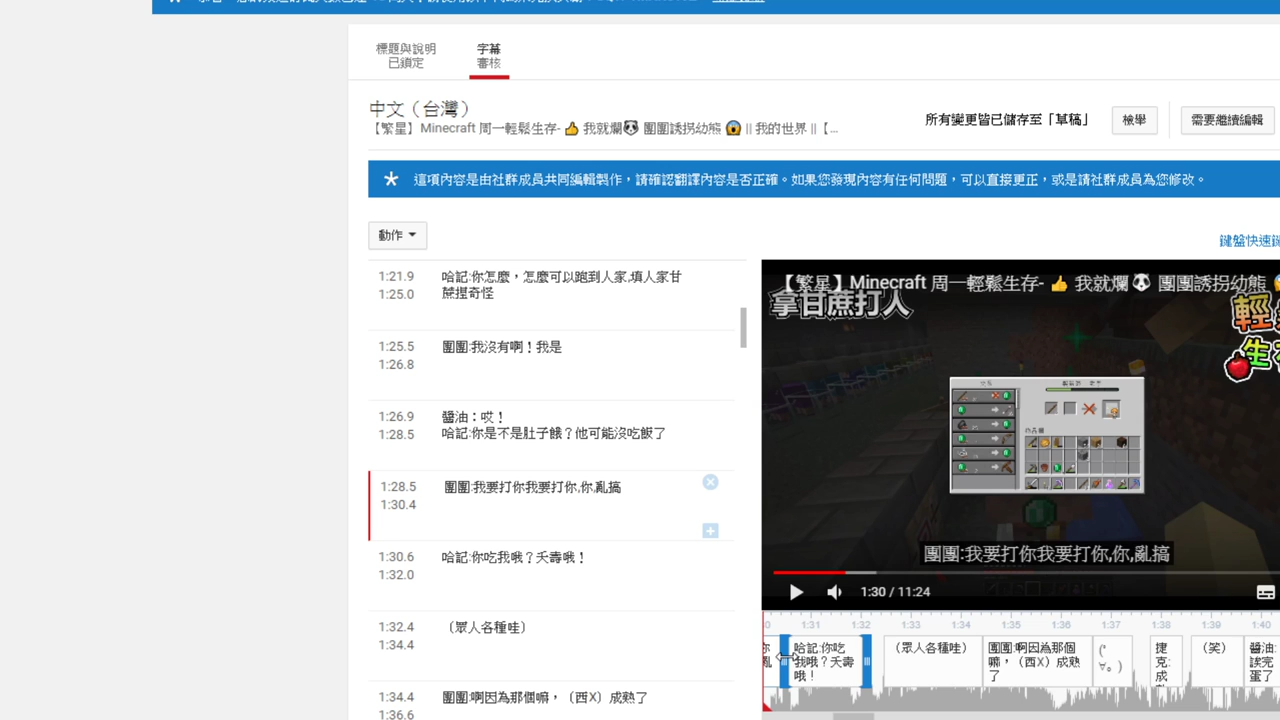 標題與說明
已鎖定
字幕
審核
中文（台灣）
【繁星】Minecraft 周一輕鬆生存- 👍 我就爛🐼 團團誘拐幼熊 😱 || 我的世界 ||【...
所有變更皆已儲存至「草稿」
檢舉
需要繼續編輯
這項內容是由社群成員共同編輯製作，請確認翻譯內容是否正確。如果您發現內容有任何問題，可以直接更正，或是請社群成員為您修改。
動作
鍵盤快速鍵
1:21.9
1:25.0
哈記:你怎麼，怎麼可以跑到人家,填人家甘
蔗捏奇怪
1:25.5
1:26.8
團團:我沒有啊！我是
1:26.9
1:28.5
醬油：哎！
哈記:你是不是肚子餓？他可能沒吃飯了
1:28.5
1:30.4
團團:我要打你我要打你,你,亂搞
1:30.6
1:32.0
哈記:你吃我哦？夭壽哦！
1:32.4
1:34.4
（眾人各種哇）
1:34.4
1:36.6
團團:啊因為那個嘛，（西X）成熟了
【繁星】Minecraft 周一輕鬆生存- 👍 我就爛🐼 團團誘拐幼熊
拿甘蔗打人
團團:我要打你我要打你,你,亂搞
1:30 / 11:24
1:31 1:32 1:33 1:34 1:35 1:36 1:37 1:38 1:39 1:40
哈記:你吃
我哦？夭壽
哦！
（眾人各種哇）
團團:啊因為那個
嘛，（西X）成熟
了
捷
克:
成
（笑）
醬油:
誒完
蛋了